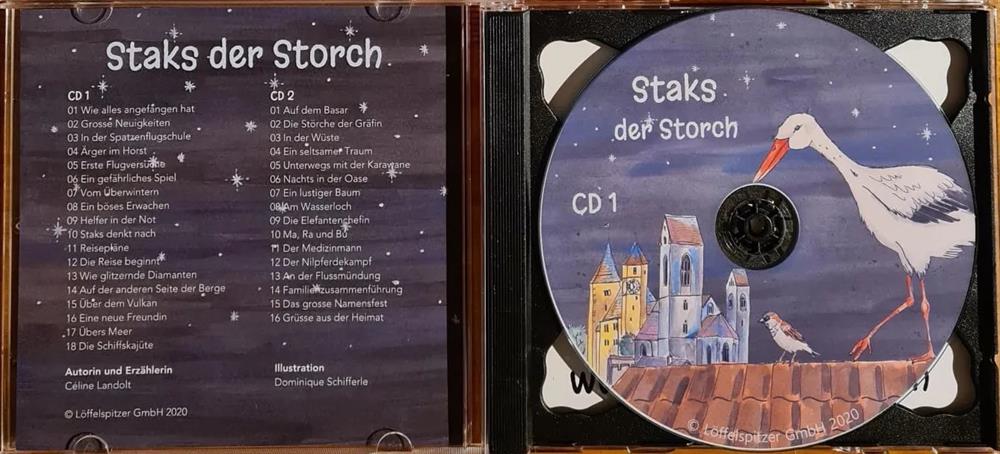 Staks der Storch
CD 1
01 Wie alles angefangen hat
02 Grosse Neuigkeiten
03 In der Spatzenflugschule
04 Ärger im Horst
05 Erste Flugversuche
06 Ein gefährliches Spiel
07 Vom Überwintern
08 Ein böses Erwachen
09 Helfer in der Not
10 Staks denkt nach
11 Reisepläne
12 Die Reise beginnt
13 Wie glitzernde Diamanten
14 Auf der anderen Seite der Berge
15 Über dem Vulkan
16 Eine neue Freundin
17 Übers Meer
18 Die Schiffskajüte
CD 2
01 Auf dem Basar
02 Die Störche der Gräfin
03 In der Wüste
04 Ein seltsamer Traum
05 Unterwegs mit der Karawane
06 Nachts in der Oase
07 Ein lustiger Baum
08 Am Wasserloch
09 Die Elefantenchefin
10 Ma, Ra und Bu
11 Der Medizinmann
12 Der Nilpferdekampf
13 An der Flussmündung
14 Familienzusammenführung
15 Das grosse Namensfest
16 Grüsse aus der Heimat
Autorin und Erzählerin
Céline Landolt
Illustration
Dominique Schifferle
© Löffelspitzer GmbH 2020
Staks
der Storch
CD 1
© Löffelspitzer GmbH 2020